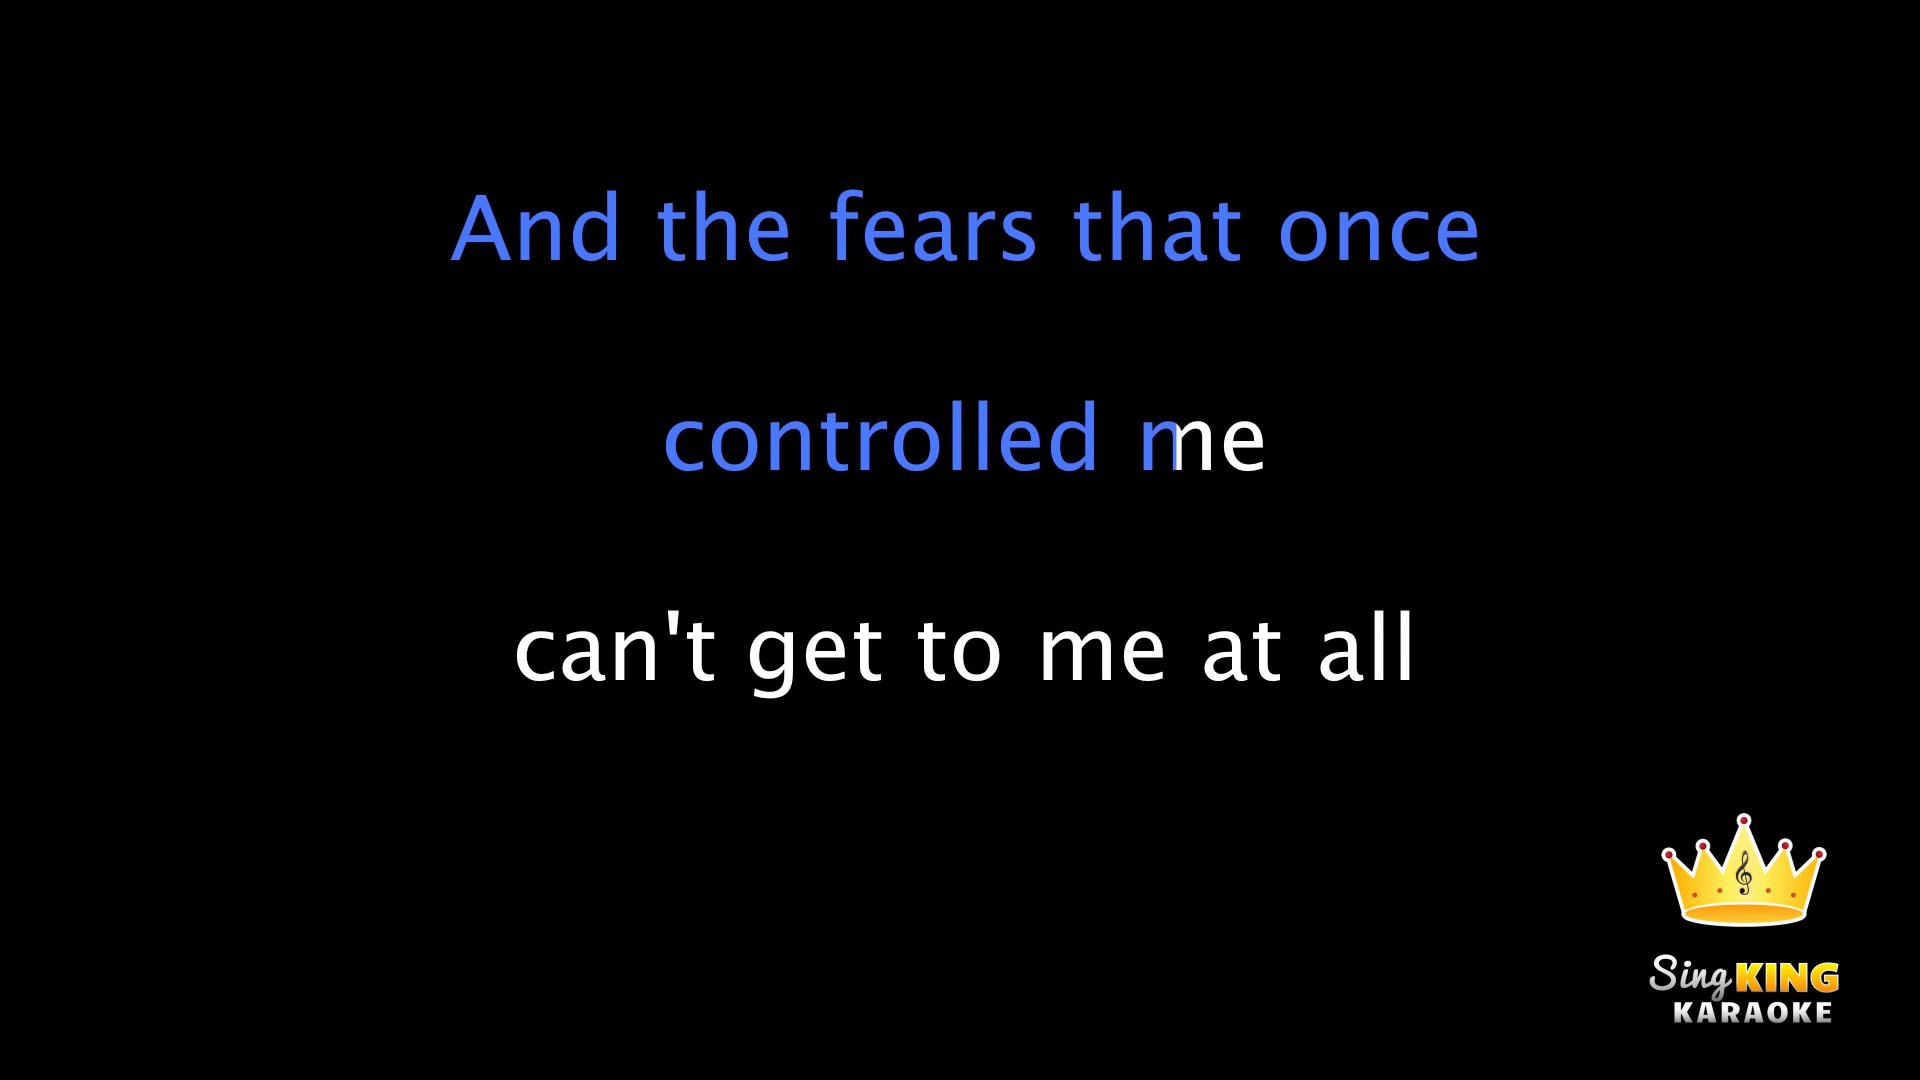 And the fears that once
controlled me
can't get to me at all
Sing KING
KARAOKE